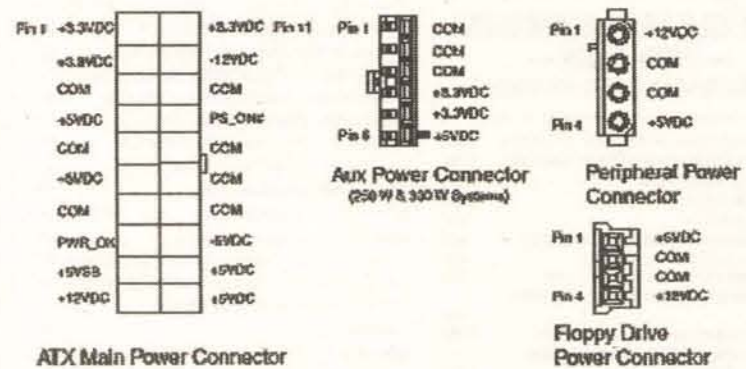 Pin 1 +3.3VDC +3.3VDC Pin 11
+3.3VDC -12VDC
COM COM
+5VDC PS_ON#
COM COM
+5VDC COM
COM COM
PWR_OK -5VDC
+5VSB +5VDC
+12VDC +5VDC
ATX Main Power Connector
Pin 1 COM
COM
COM
+3.3VDC
+3.3VDC
Pin 6 +5VDC
Aux Power Connector
(250 W & 300 W Systems)
Pin 1 +12VDC
COM
COM
Pin 4 +5VDC
Peripheral Power
Connector
Pin 1 +5VDC
COM
COM
Pin 4 +12VDC
Floppy Drive
Power Connector